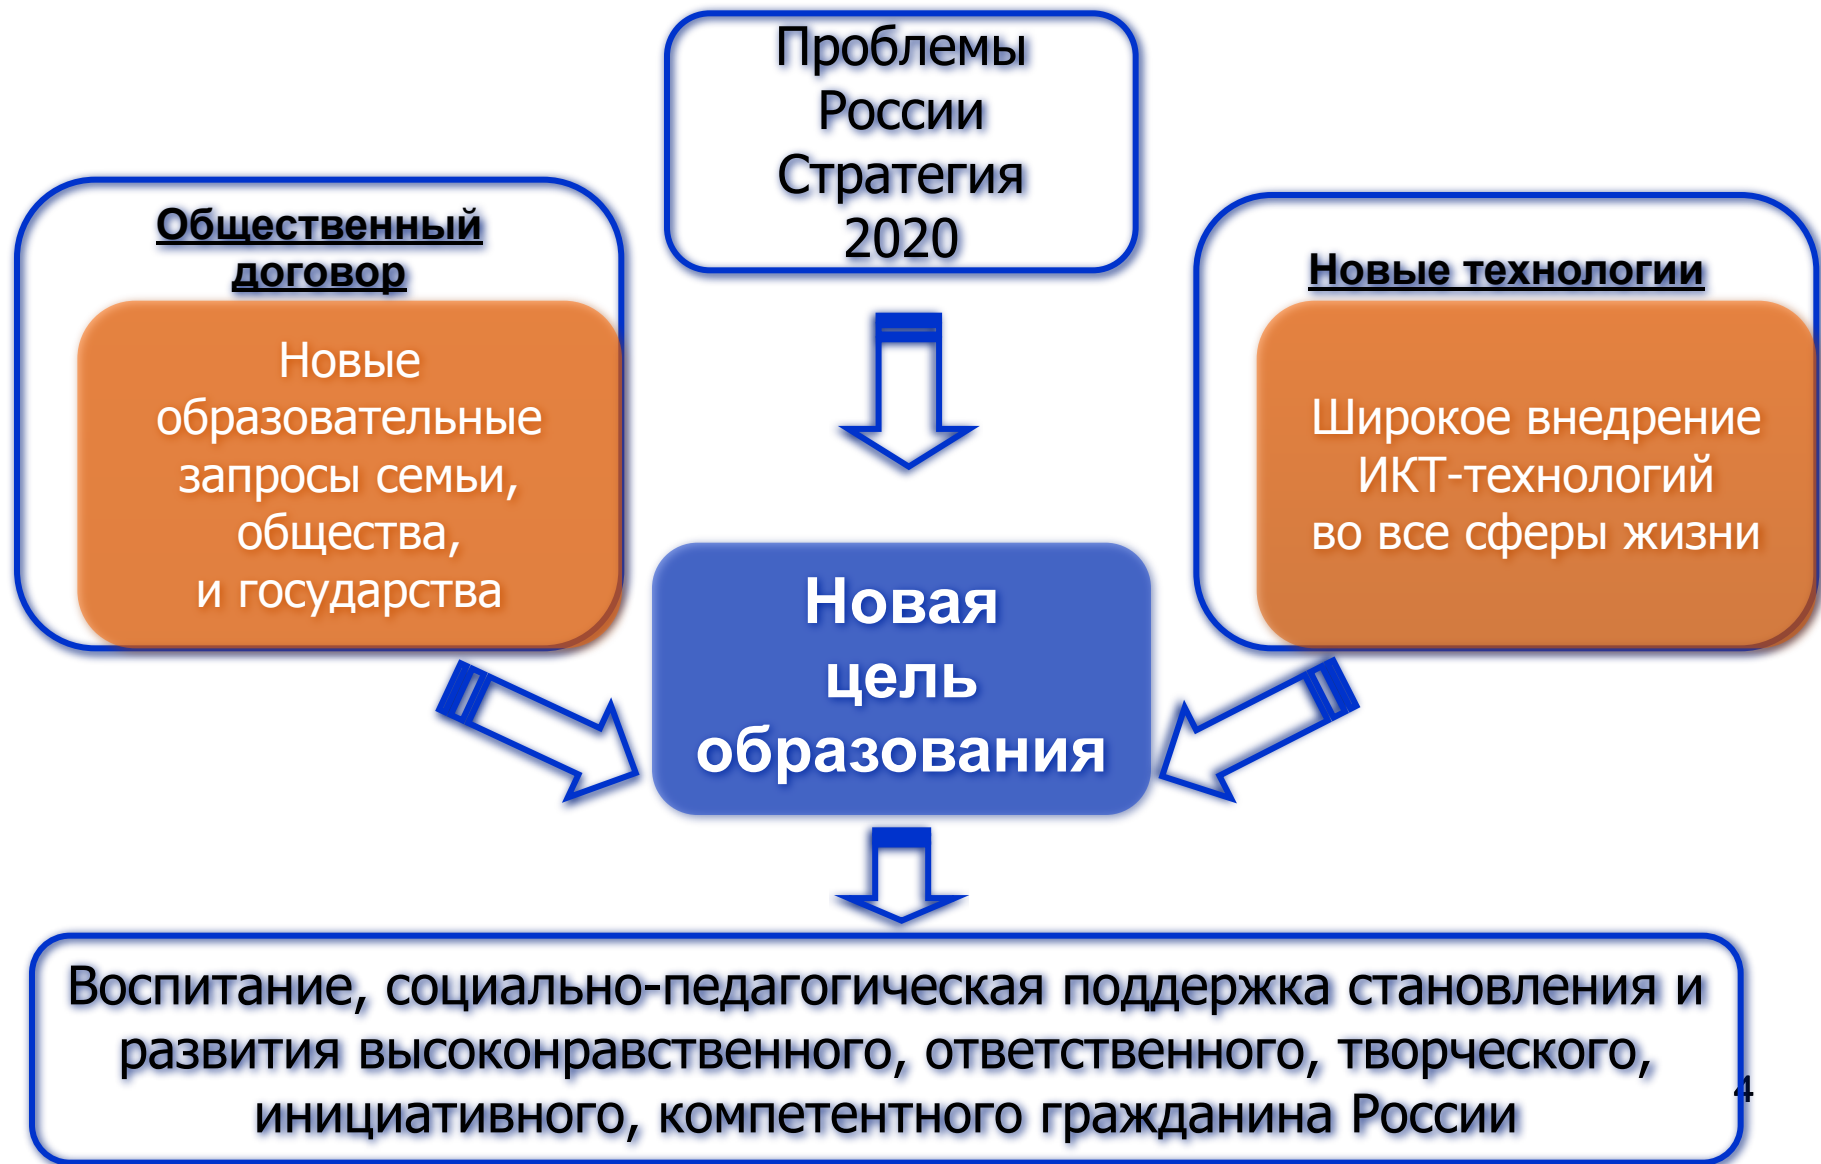 Проблемы
России
Стратегия
2020
Общественный
договор
Новые
образовательные
запросы семьи,
общества,
и государства
Новые технологии
Широкое внедрение
ИКТ-технологий
во все сферы жизни
Новая
цель
образования
Воспитание, социально-педагогическая поддержка становления и
развития высоконравственного, ответственного, творческого,
инициативного, компетентного гражданина России
4